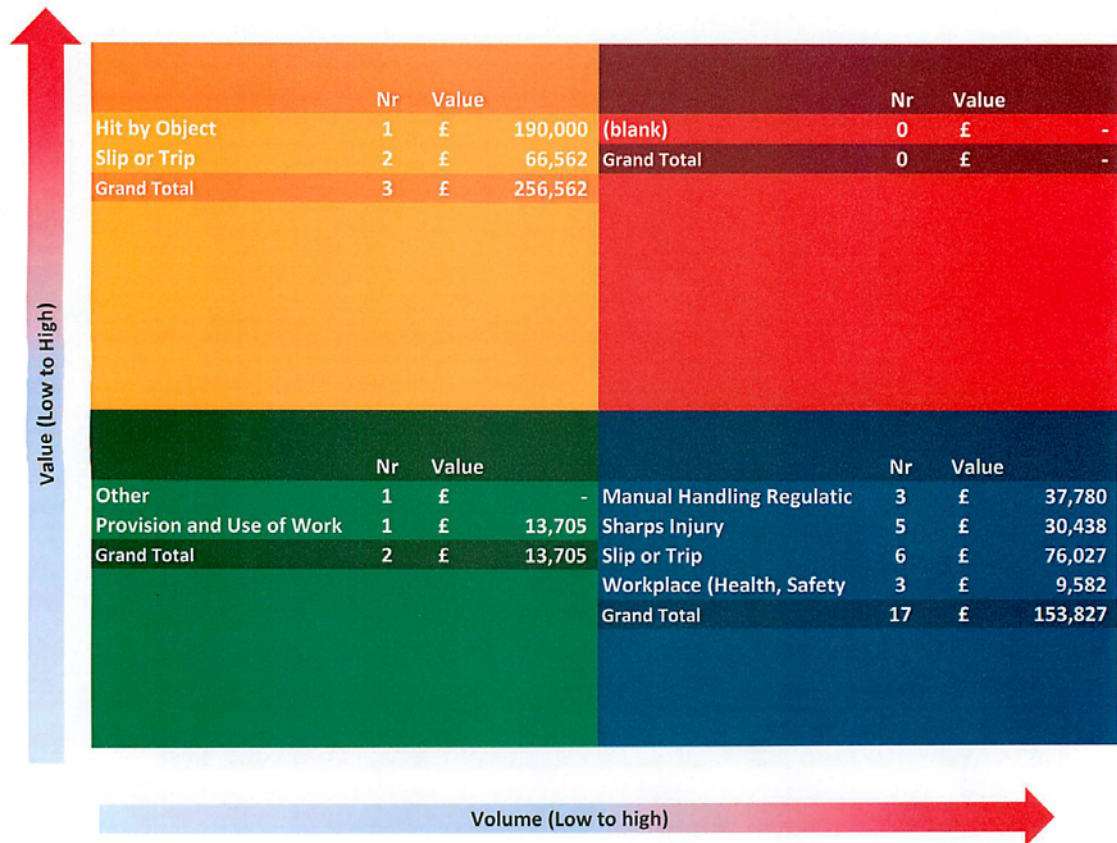 Value (Low to High)
Nr Value
Hit by Object 1 £ 190,000
Slip or Trip 2 £ 66,562
Grand Total 3 £ 256,562
Nr Value
(blank) 0 £ -
Grand Total 0 £ -
Nr Value
Other 1 £ -
Provision and Use of Work 1 £ 13,705
Grand Total 2 £ 13,705
Nr Value
Manual Handling Regulatic 3 £ 37,780
Sharps Injury 5 £ 30,438
Slip or Trip 6 £ 76,027
Workplace (Health, Safety 3 £ 9,582
Grand Total 17 £ 153,827
Volume (Low to high)